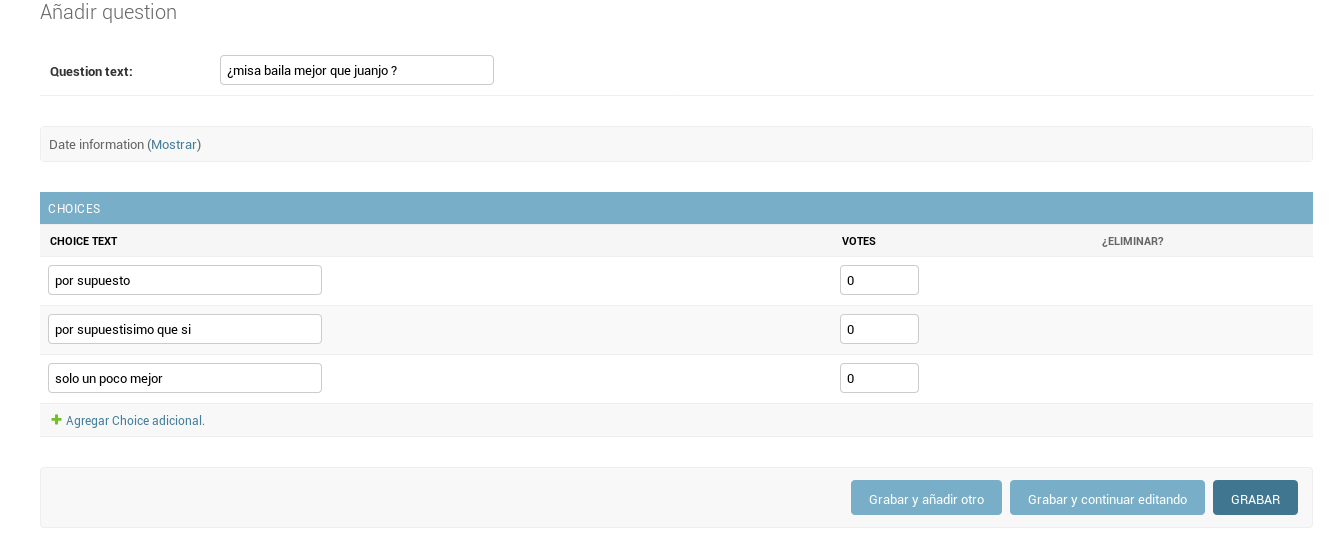 Añadir question
Question text: ¿misa baila mejor que juanjo ?
Date information (Mostrar)
CHOICES
CHOICE TEXT VOTES ¿ELIMINAR?
por supuesto 0
por supuestisimo que si 0
solo un poco mejor 0
Agregar Choice adicional.
Grabar y añadir otro Grabar y continuar editando GRABAR